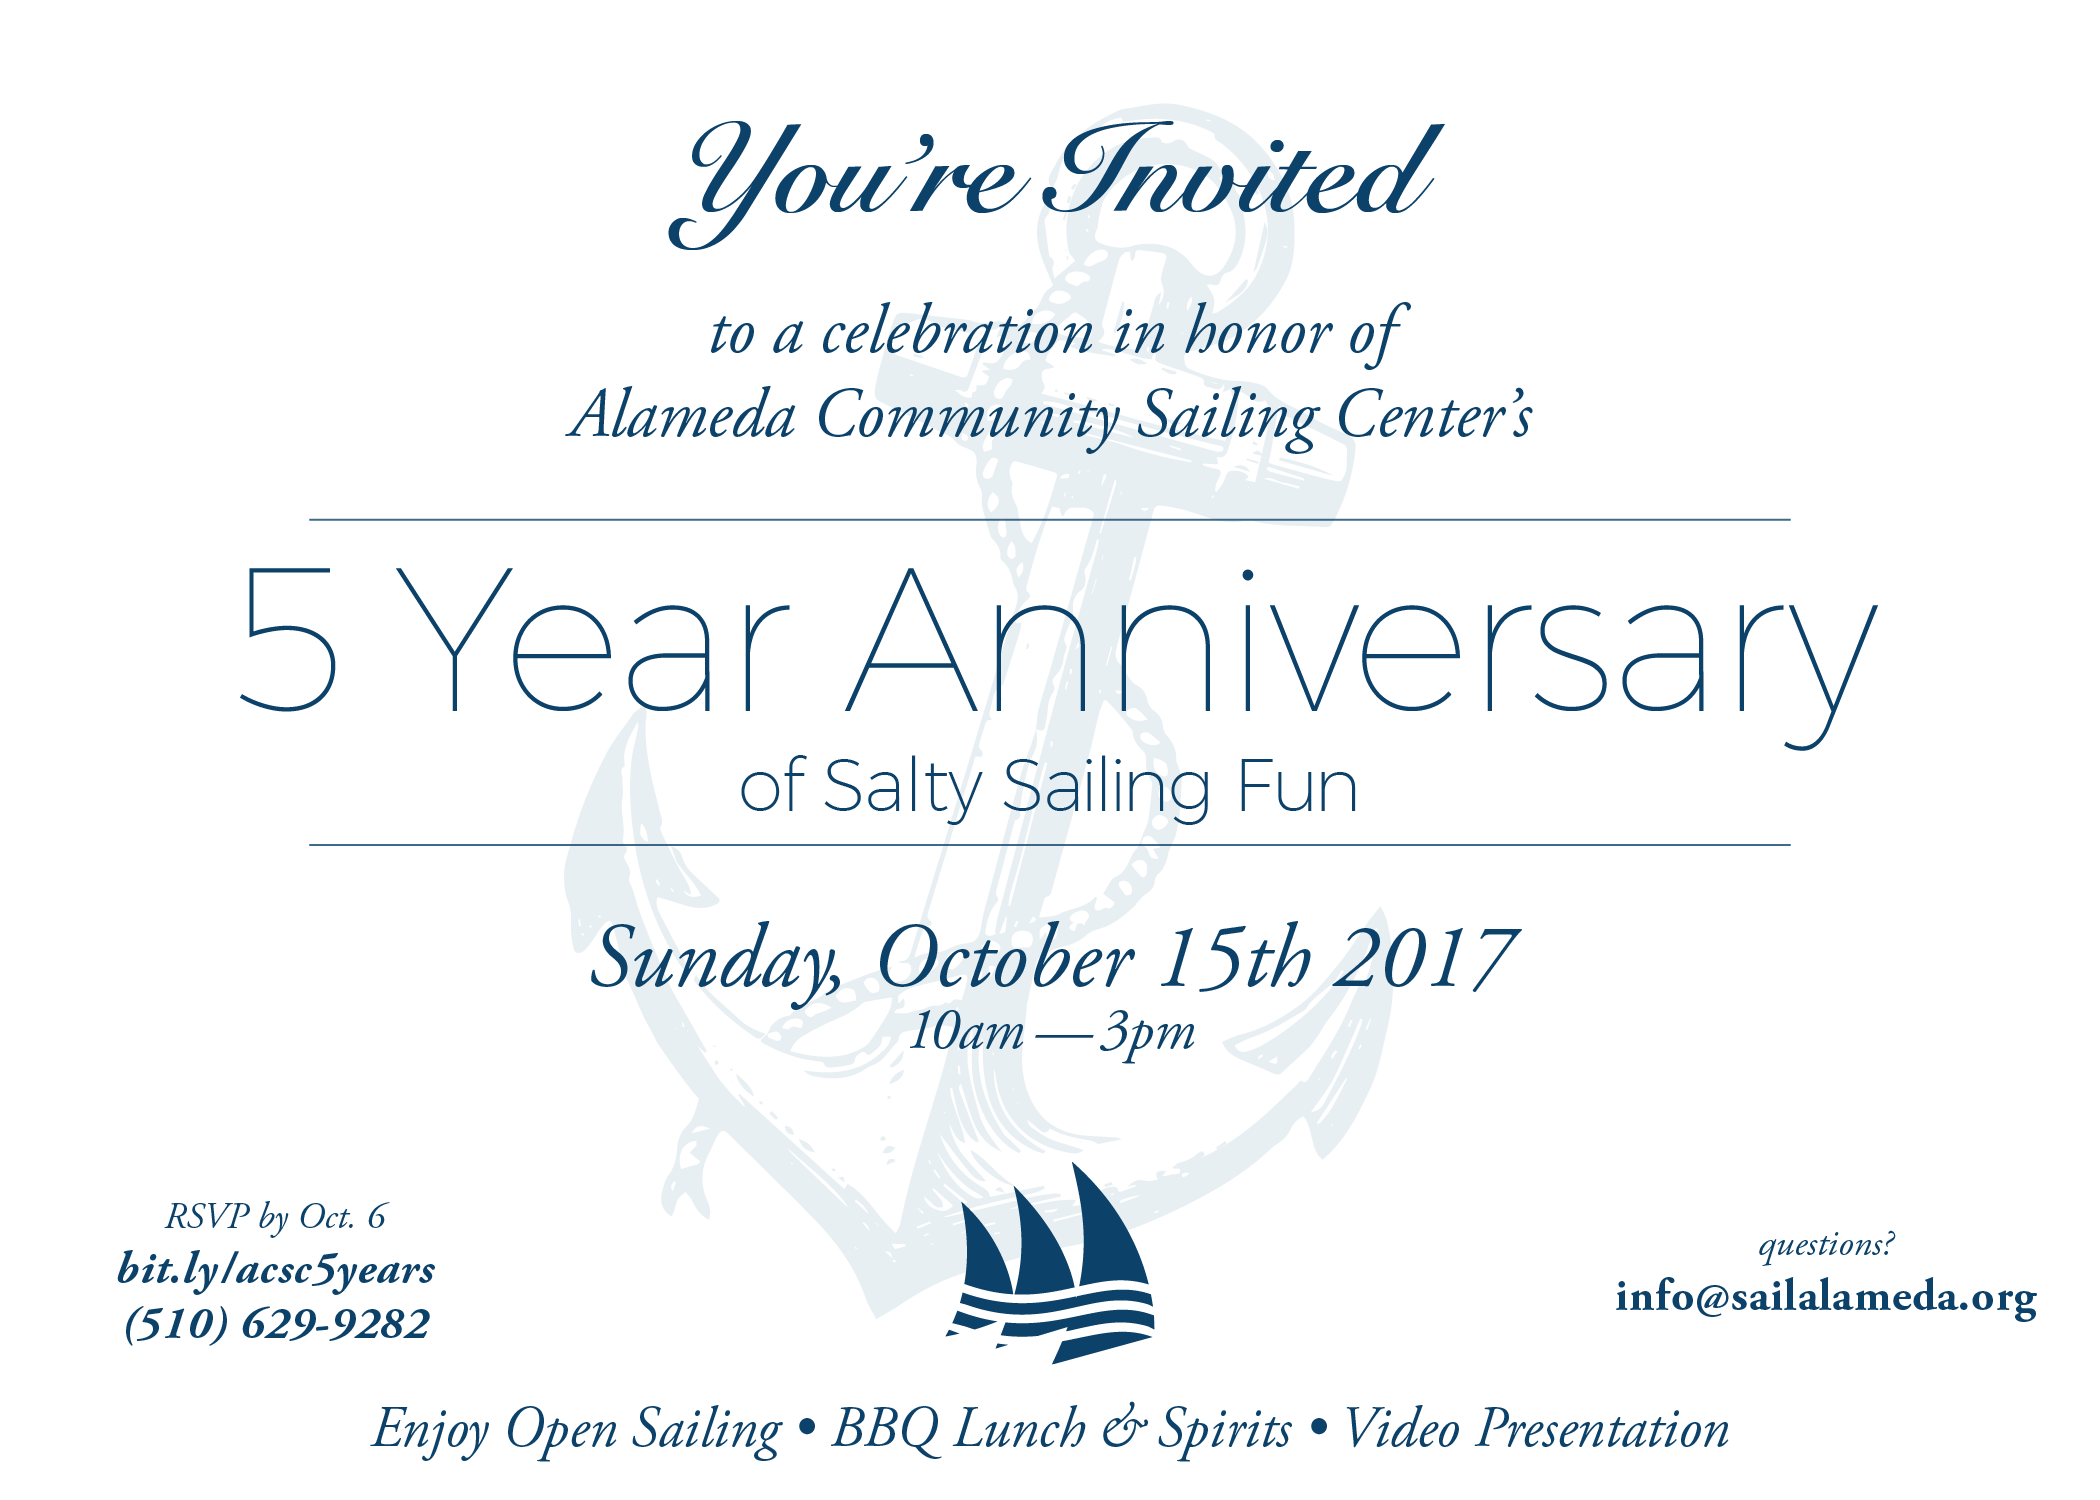 You're Invited
to a celebration in honor of
Alameda Community Sailing Center's
5 Year Anniversary
of Salty Sailing Fun
Sunday, October 15th 2017
10am — 3pm
RSVP by Oct. 6
bit.ly/acsc5years
(510) 629-9282
questions?
info@sailalameda.org
Enjoy Open Sailing • BBQ Lunch & Spirits • Video Presentation